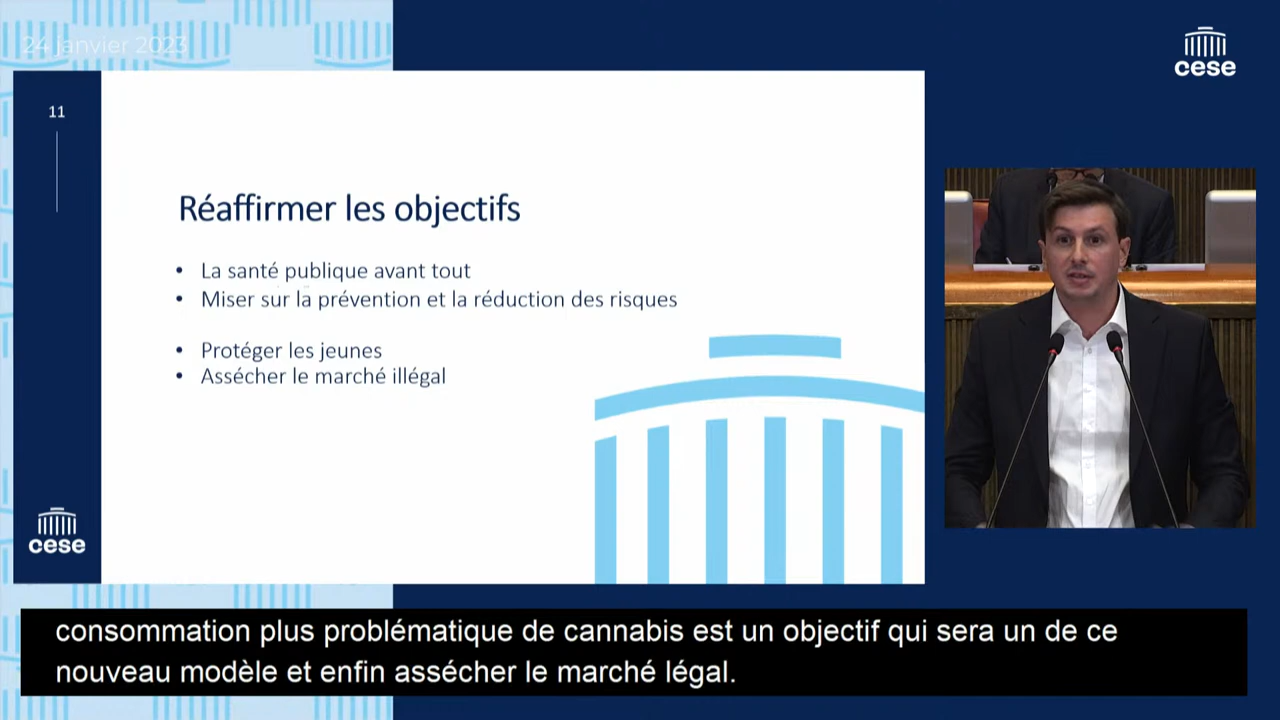 24 janvier 2023
cese
11
Réaffirmer les objectifs
• La santé publique avant tout
• Miser sur la prévention et la réduction des risques
• Protéger les jeunes
• Assécher le marché illégal
cese
consommation plus problématique de cannabis est un objectif qui sera un de ce
nouveau modèle et enfin assécher le marché légal.